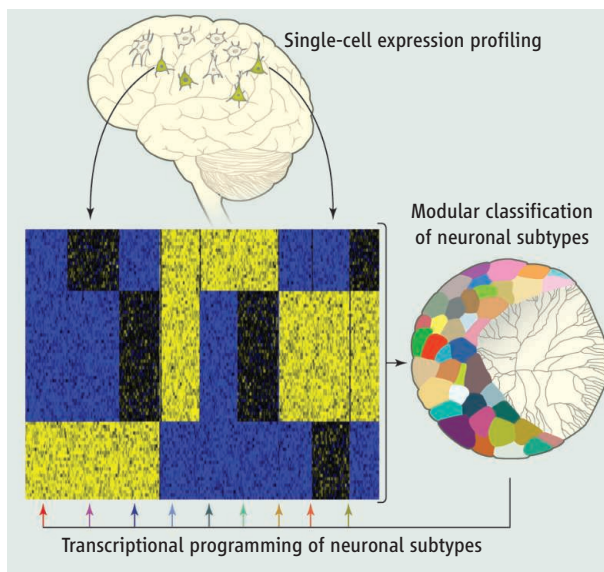 Single-cell expression profiling
Modular classification
of neuronal subtypes
Transcriptional programming of neuronal subtypes